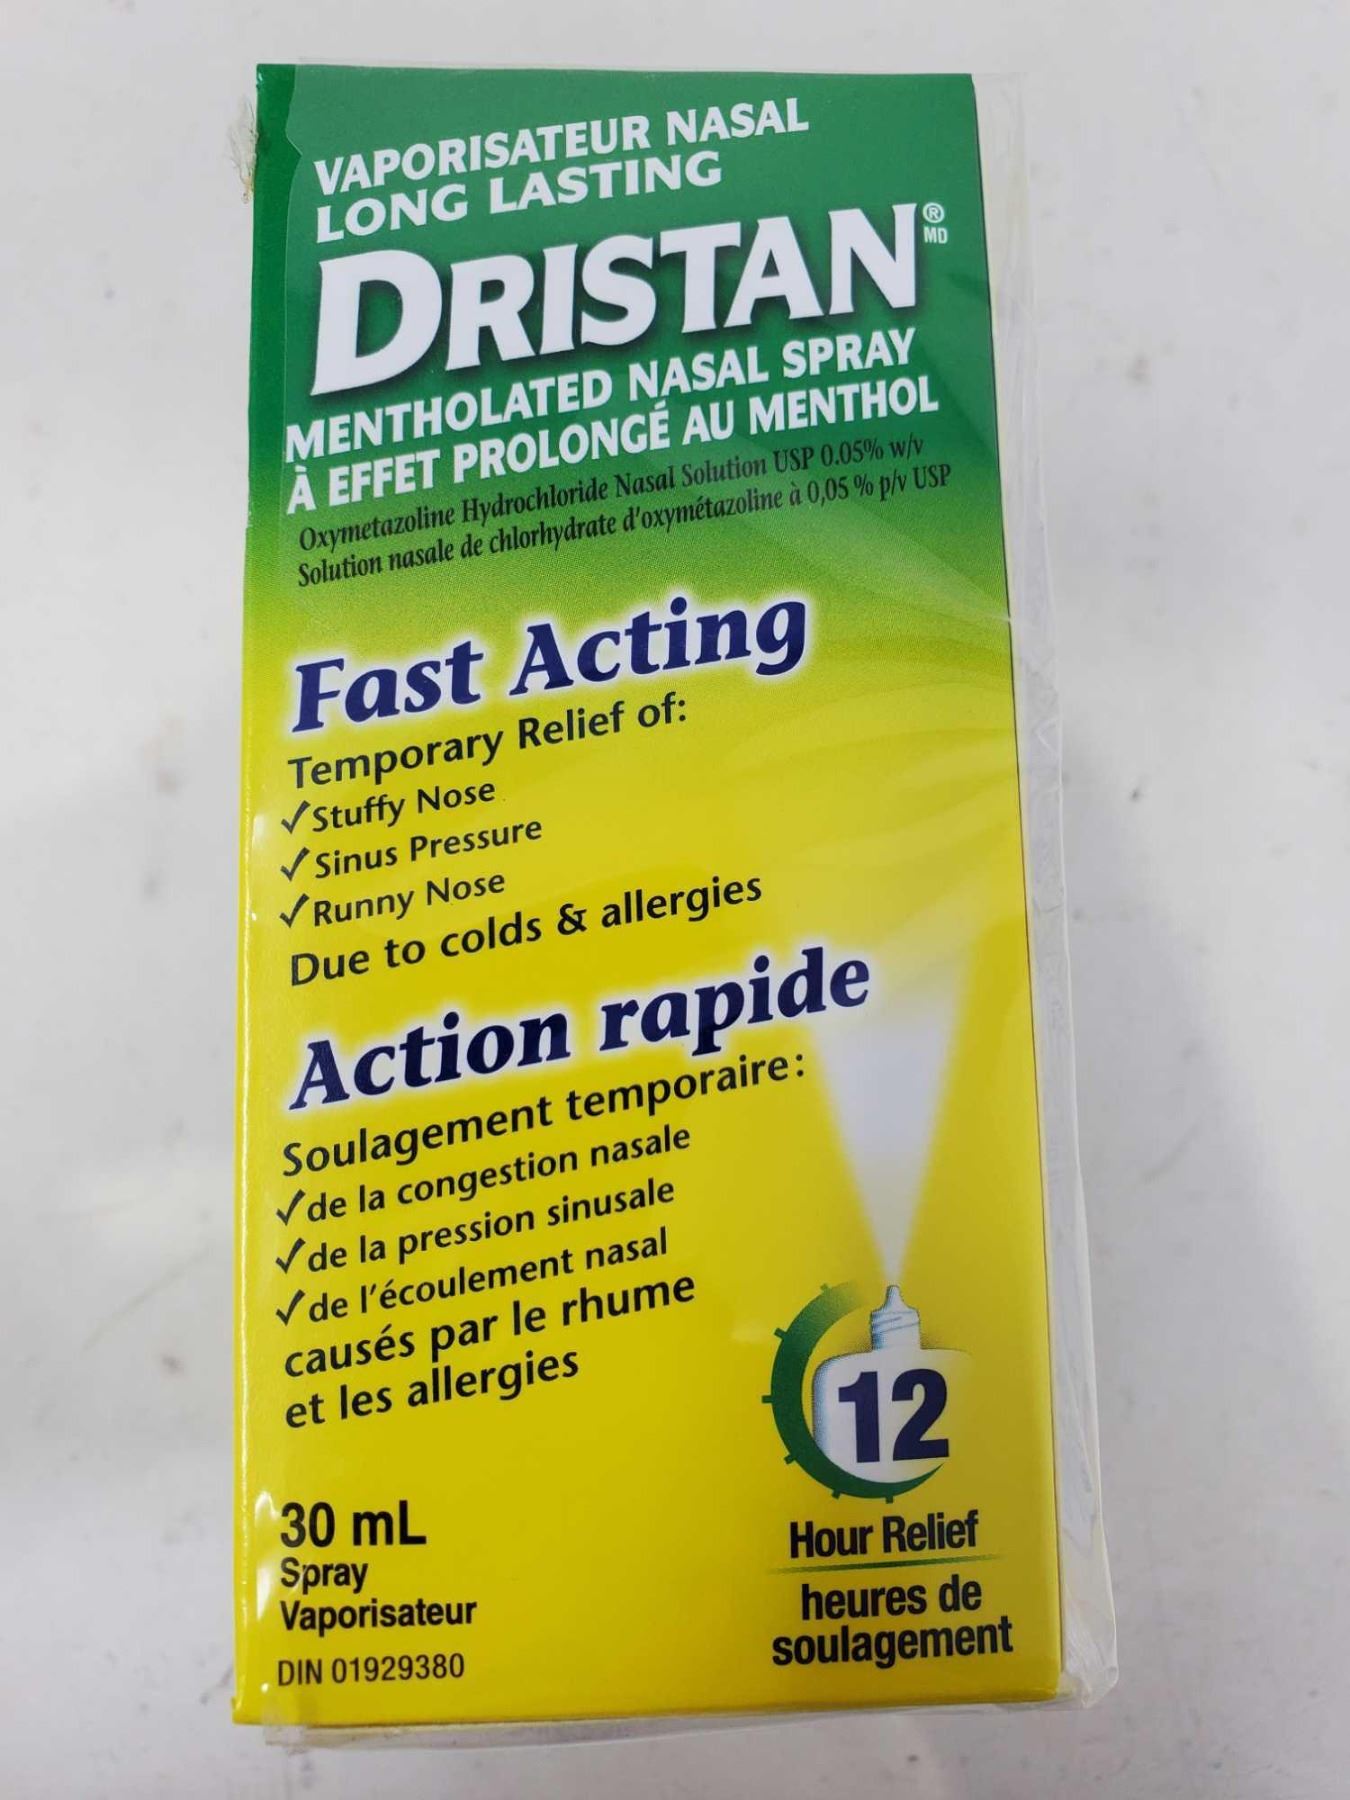 VAPORISATEUR NASAL
LONG LASTING
DRISTAN®
MD
MENTHOLATED NASAL SPRAY
À EFFET PROLONGÉ AU MENTHOL
Oxymetazoline Hydrochloride Nasal Solution USP 0.05% w/v
Solution nasale de chlorhydrate d'oxymétazoline à 0,05 % p/v USP
Fast Acting
Temporary Relief of:
✓Stuffy Nose
✓Sinus Pressure
✓Runny Nose
Due to colds & allergies
Action rapide
Soulagement temporaire:
✓de la congestion nasale
✓de la pression sinusale
✓de l'écoulement nasal
causés par le rhume
et les allergies
12
Hour Relief
heures de
soulagement
30 mL
Spray
Vaporisateur
DIN 01929380